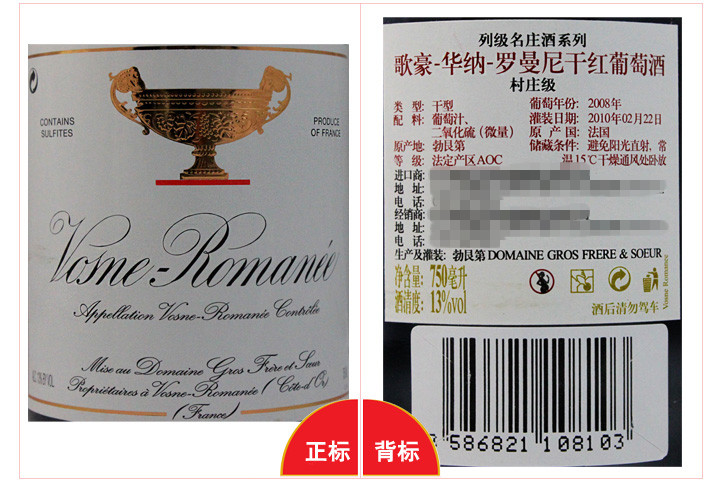 CONTAINS
SULFITES
PRODUCE
OF FRANCE
Vosne-Romanée
Appellation Vosne-Romanée Contrôlée
Mise au Domaine Gros Frère et Sœur
Propriétaires à Vosne-Romanée (Côte-d'Or)
(France)
正标
列级名庄酒系列
歌豪-华纳-罗曼尼干红葡萄酒
村庄级
类 型: 干型 葡萄年份: 2008年
配 料: 葡萄汁、 灌装日期: 2010年02月22日
二氧化硫(微量) 原 产 国: 法国
原产地: 勃艮第 储藏条件: 避免阳光直射，常
等 级: 法定产区AOC 温15℃干燥通风处卧放
进口商:
地 址:
电 话:
经销商:
地 址:
电 话:
生产及灌装: 勃艮第 DOMAINE GROS FRERE & SOEUR
净含量: 750毫升
酒清度: 13%vol
酒后请勿驾车
Vosne Romanee
586821 108103
背标